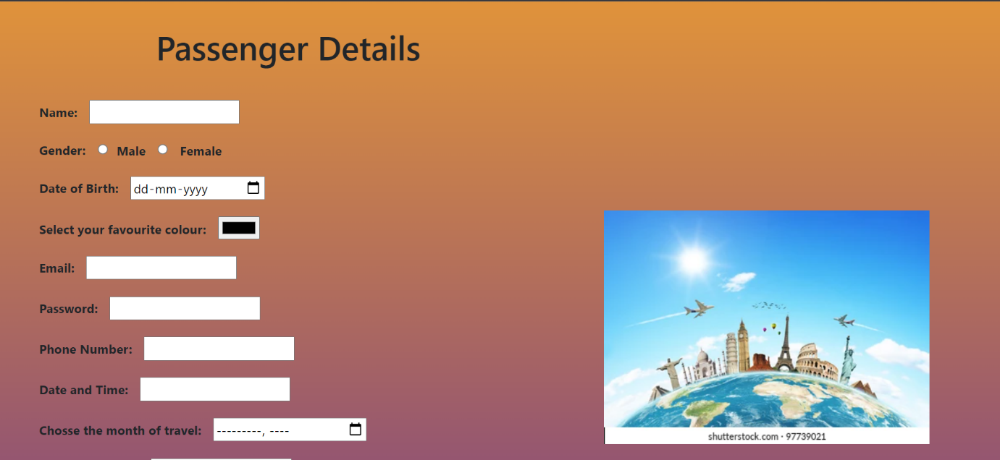 Passenger Details
Name:
Gender: Male Female
Date of Birth: dd-mm-yyyy
Select your favourite colour:
Email:
Password:
Phone Number:
Date and Time:
Chosse the month of travel: ---------, ----
shutterstock.com · 97739021